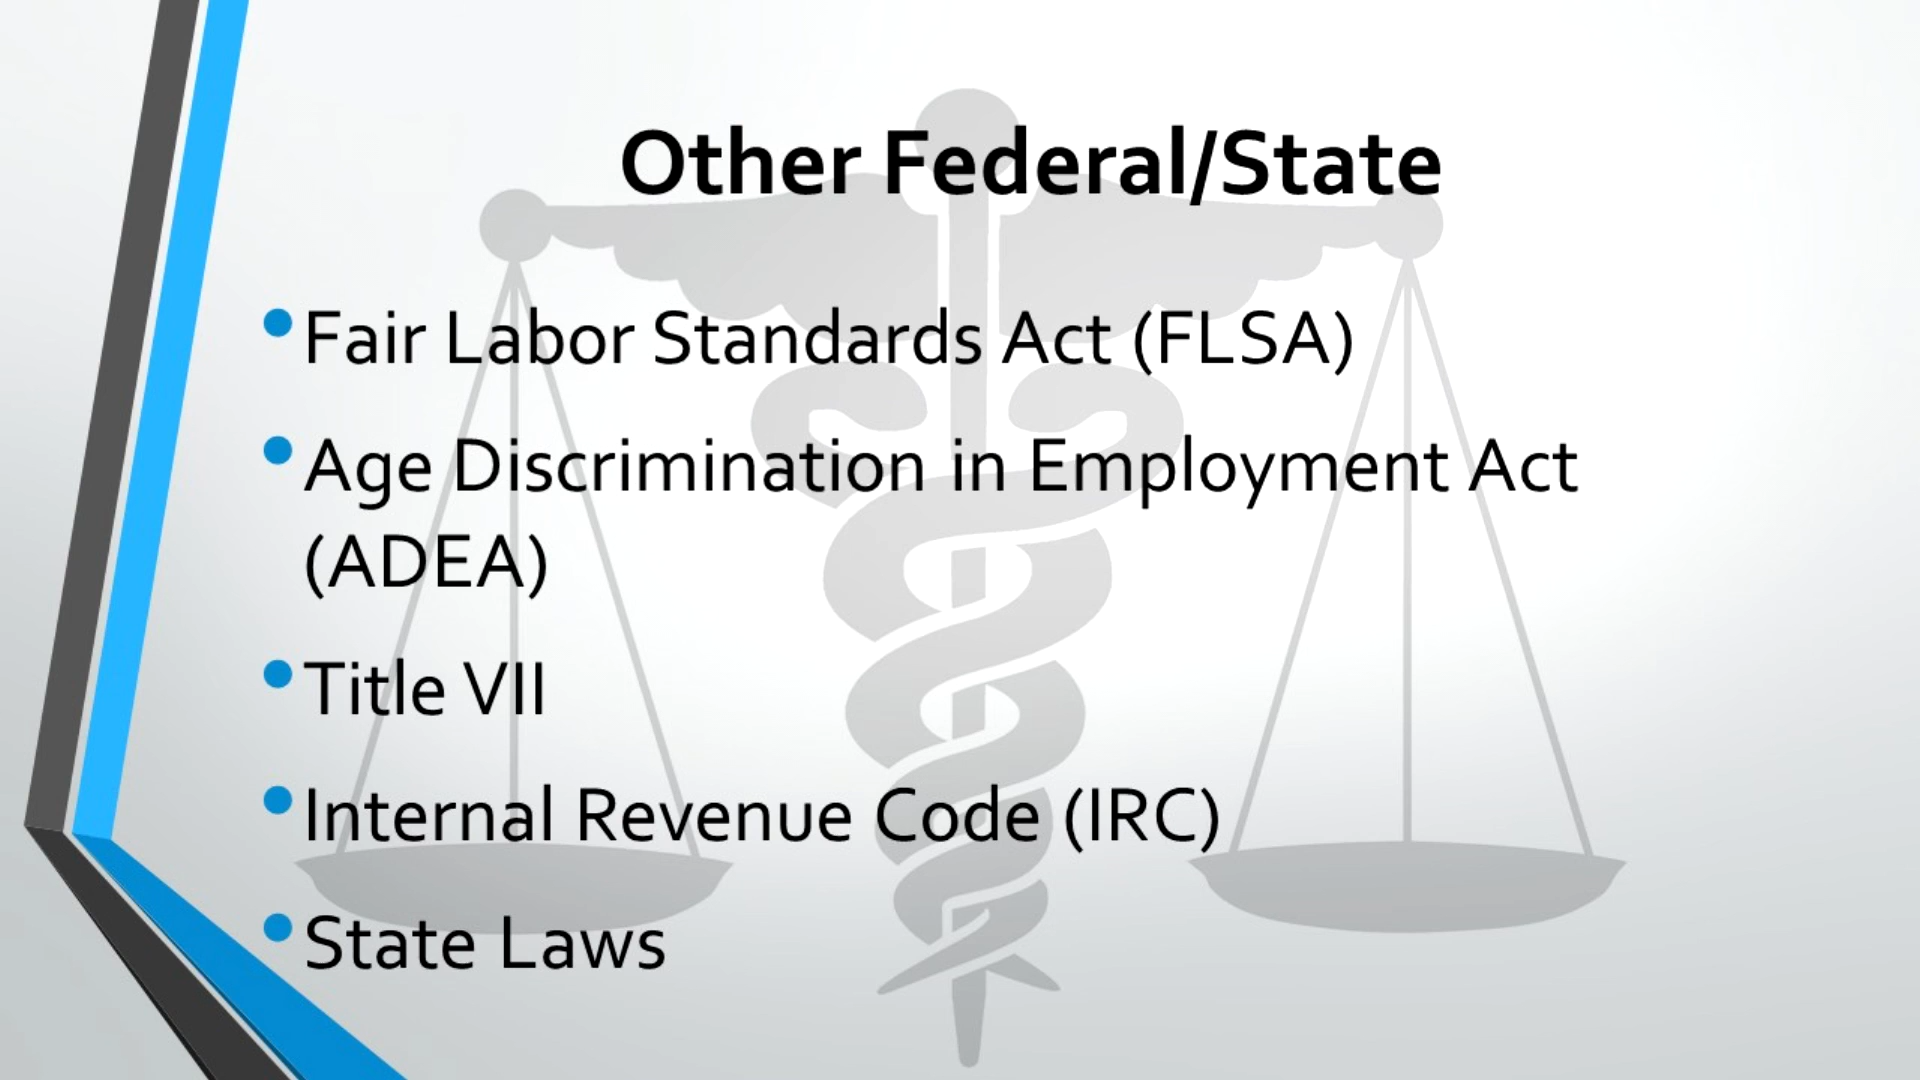 Other Federal/State
• Fair Labor Standards Act (FLSA)
• Age Discrimination in Employment Act
(ADEA)
• Title VII
• Internal Revenue Code (IRC)
• State Laws